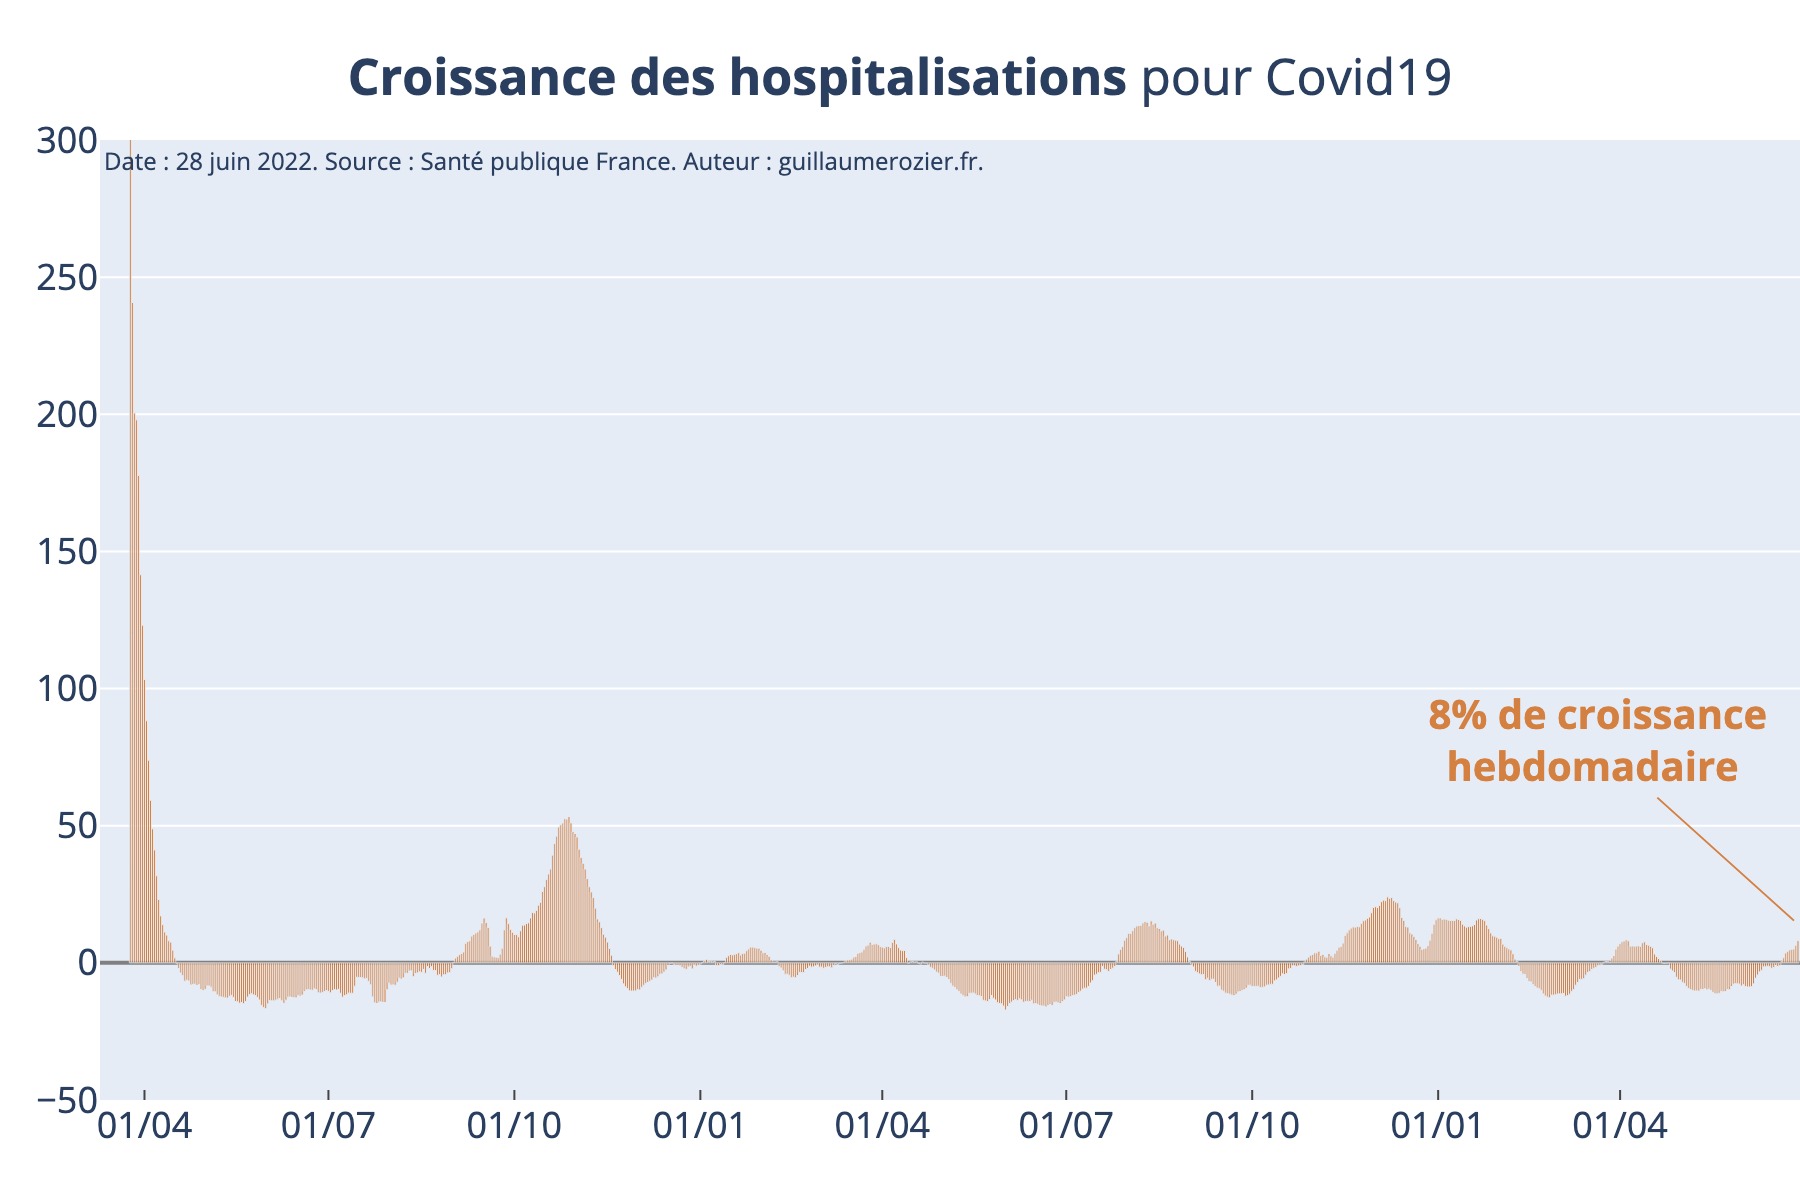 Croissance des hospitalisations pour Covid19
300
Date : 28 juin 2022. Source : Santé publique France. Auteur : guillaumerozier.fr.
250
200
150
100
8% de croissance
hebdomadaire
50
0
−50
01/04 01/07 01/10 01/01 01/04 01/07 01/10 01/01 01/04